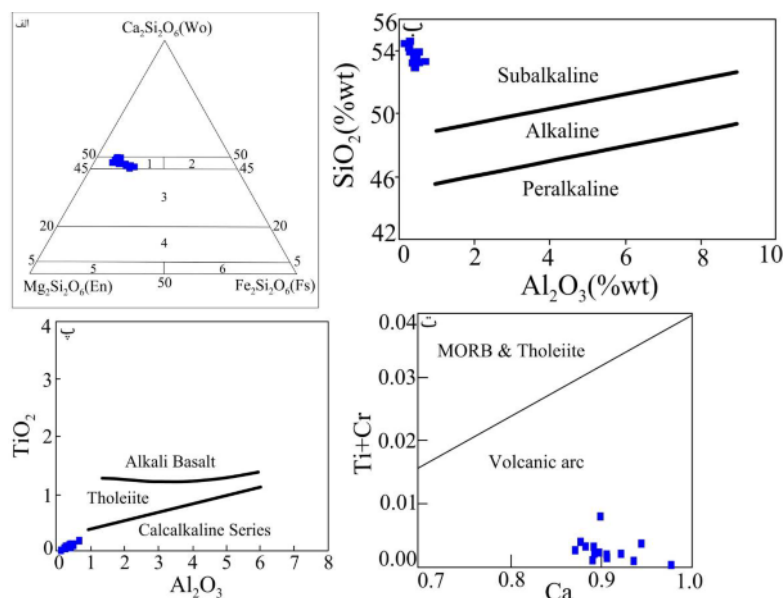 الف
Ca₂Si₂O₆(Wo)
50 50
45 1 2 45
3
20 20
4
5 5 6 5
Mg₂Si₂O₆(En) 50 Fe₂Si₂O₆(Fs)
ب
56
54
50
46
42
SiO₂(%wt)
Subalkaline
Alkaline
Peralkaline
0 2 4 6 8 10
Al₂O₃(%wt)
پ
4
3
2
1
0
TiO₂
Alkali Basalt
Tholeiite
Calcalkaline Series
0 1 2 3 4 5 6 7 8
Al₂O₃
ت
0.04
0.03
0.02
0.01
0.00
Ti+Cr
MORB & Tholeiite
Volcanic arc
0.7 0.8 0.9 1.0
Ca